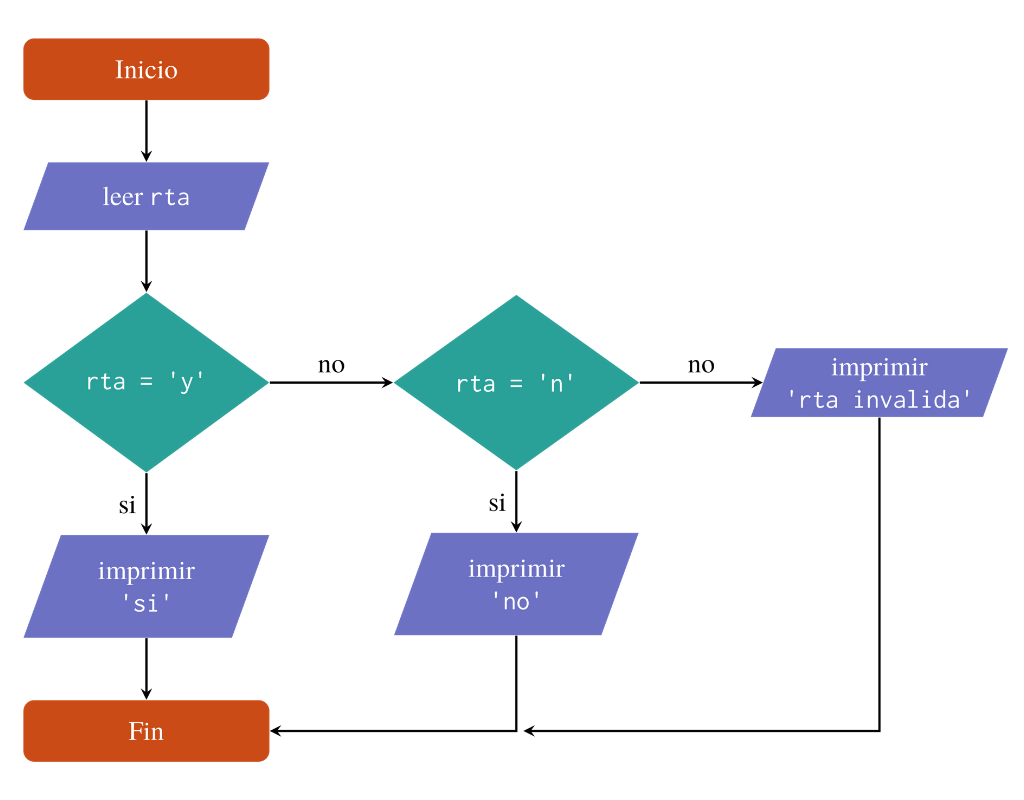 Inicio
leer rta
rta = 'y'
no
rta = 'n'
no
imprimir
'rta invalida'
si
si
imprimir
'si'
imprimir
'no'
Fin